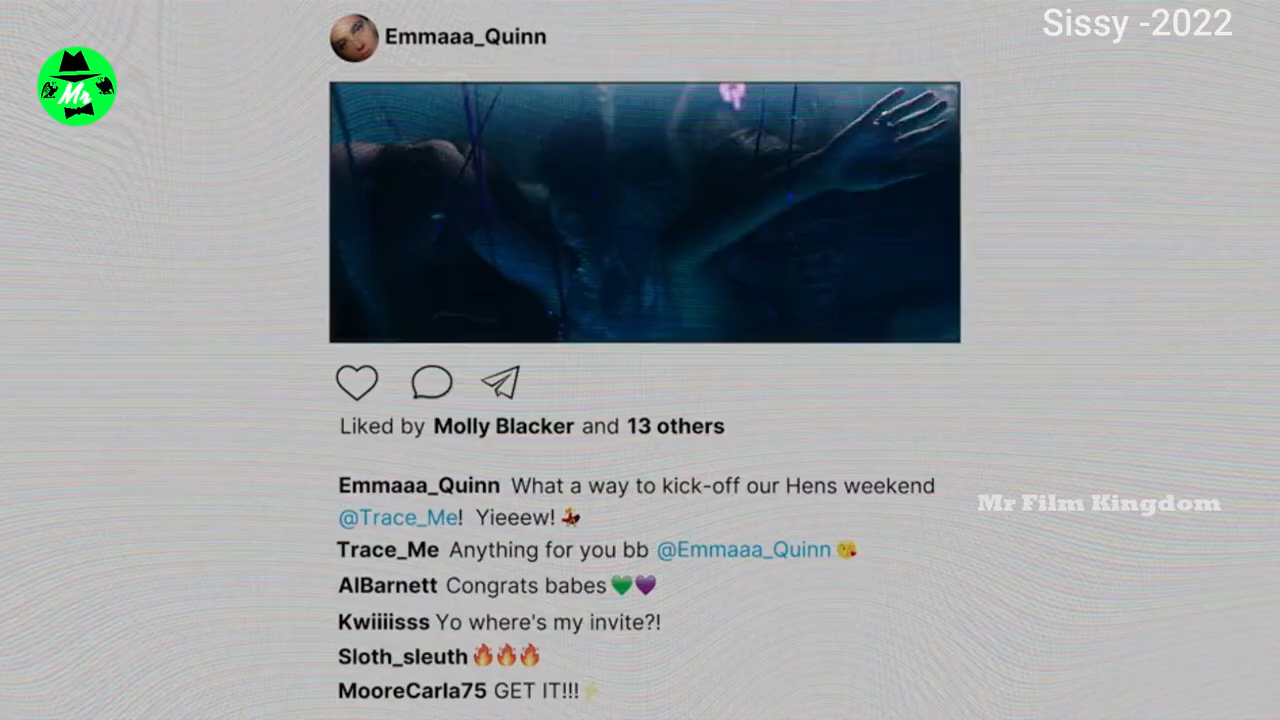 Sissy -2022
Mr
Emmaaa_Quinn
Liked by Molly Blacker and 13 others
Emmaaa_Quinn What a way to kick-off our Hens weekend
@Trace_Me! Yieeew! 💃
Mr Film Kingdom
Trace_Me Anything for you bb @Emmaaa_Quinn 😘
AlBarnett Congrats babes 💚💜
Kwiiiisss Yo where's my invite?!
Sloth_sleuth 🔥🔥🔥
MooreCarla75 GET IT!!!